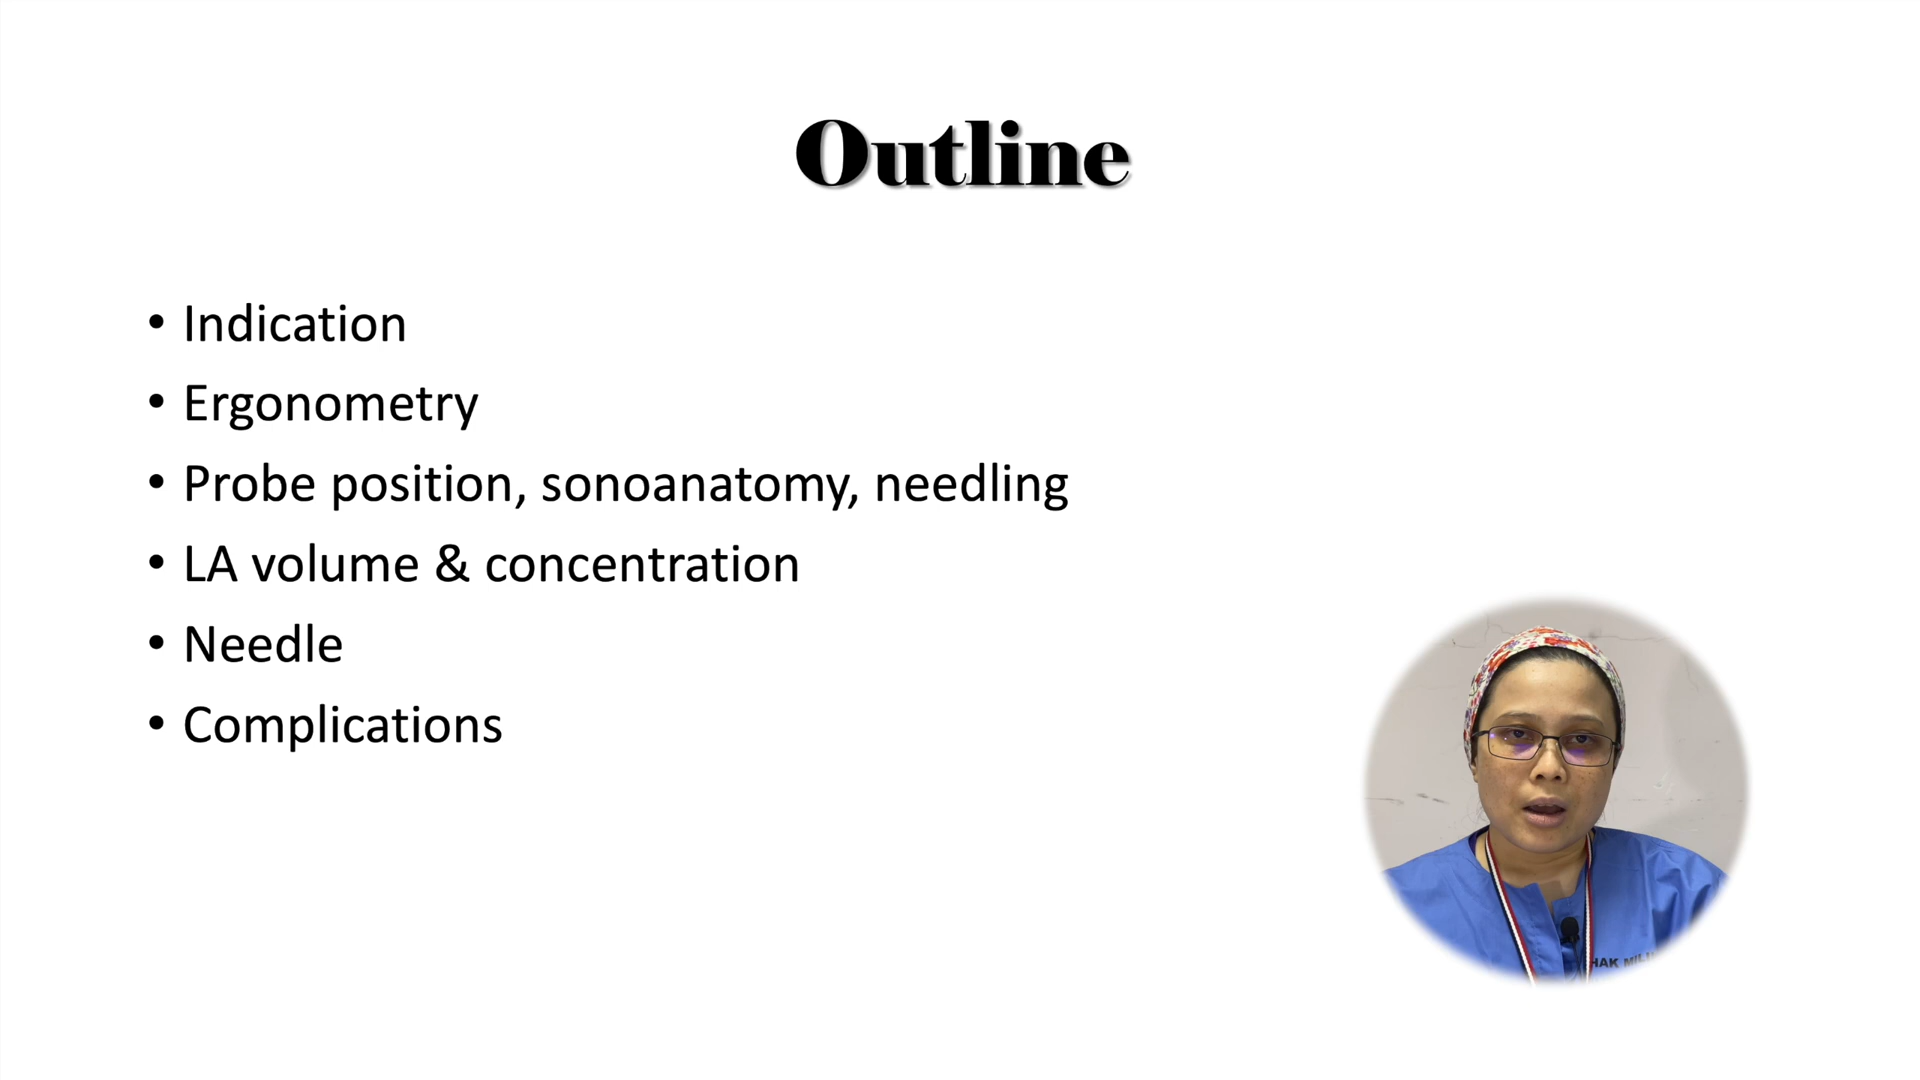 Outline
• Indication
• Ergonometry
• Probe position, sonoanatomy, needling
• LA volume & concentration
• Needle
• Complications